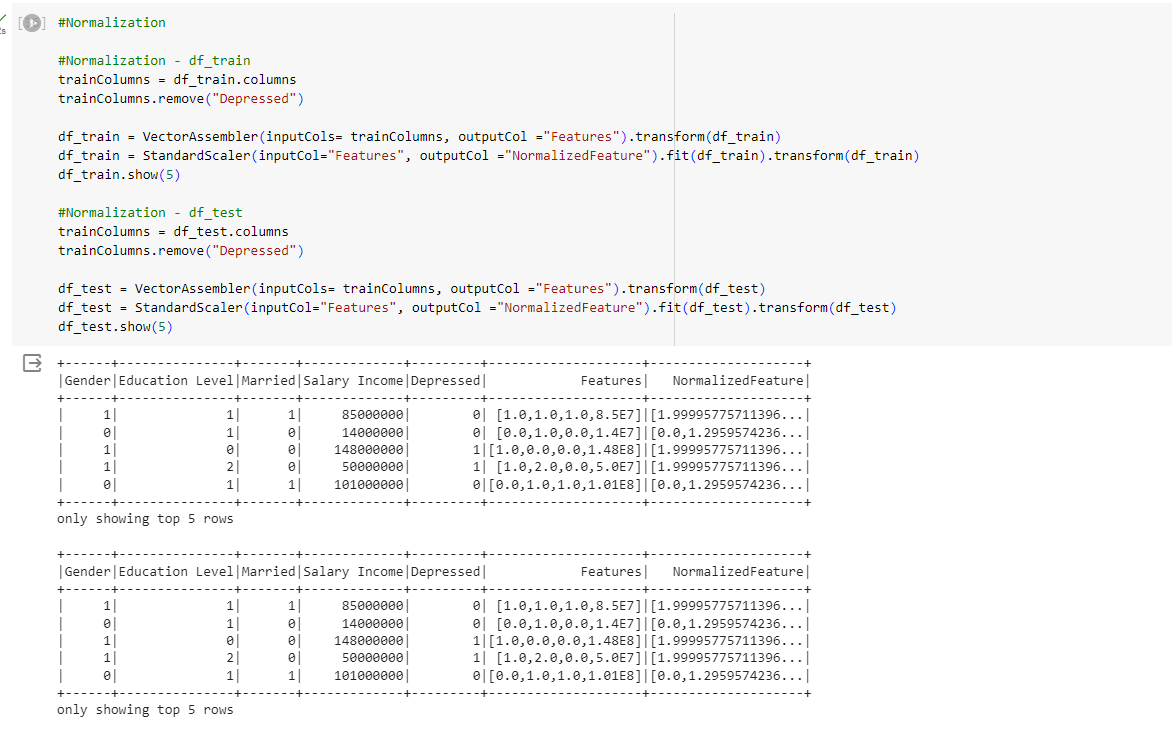 #Normalization
s
#Normalization - df_train
trainColumns = df_train.columns
trainColumns.remove("Depressed")
df_train = VectorAssembler(inputCols= trainColumns, outputCol ="Features").transform(df_train)
df_train = StandardScaler(inputCol="Features", outputCol ="NormalizedFeature").fit(df_train).transform(df_train)
df_train.show(5)
#Normalization - df_test
trainColumns = df_test.columns
trainColumns.remove("Depressed")
df_test = VectorAssembler(inputCols= trainColumns, outputCol ="Features").transform(df_test)
df_test = StandardScaler(inputCol="Features", outputCol ="NormalizedFeature").fit(df_test).transform(df_test)
df_test.show(5)
+------+---------------+-------+-------------+---------+--------------------+--------------------+
|Gender|Education Level|Married|Salary Income|Depressed|            Features|   NormalizedFeature|
+------+---------------+-------+-------------+---------+--------------------+--------------------+
|     1|              1|      1|     85000000|        0| [1.0,1.0,1.0,8.5E7]|[1.99995775711396...|
|     0|              1|      0|     14000000|        0| [0.0,1.0,0.0,1.4E7]|[0.0,1.2959574236...|
|     1|              0|      0|    148000000|        1|[1.0,0.0,0.0,1.48E8]|[1.99995775711396...|
|     1|              2|      0|     50000000|        1| [1.0,2.0,0.0,5.0E7]|[1.99995775711396...|
|     0|              1|      1|    101000000|        0|[0.0,1.0,1.0,1.01E8]|[0.0,1.2959574236...|
+------+---------------+-------+-------------+---------+--------------------+--------------------+
only showing top 5 rows
+------+---------------+-------+-------------+---------+--------------------+--------------------+
|Gender|Education Level|Married|Salary Income|Depressed|            Features|   NormalizedFeature|
+------+---------------+-------+-------------+---------+--------------------+--------------------+
|     1|              1|      1|     85000000|        0| [1.0,1.0,1.0,8.5E7]|[1.99995775711396...|
|     0|              1|      0|     14000000|        0| [0.0,1.0,0.0,1.4E7]|[0.0,1.2959574236...|
|     1|              0|      0|    148000000|        1|[1.0,0.0,0.0,1.48E8]|[1.99995775711396...|
|     1|              2|      0|     50000000|        1| [1.0,2.0,0.0,5.0E7]|[1.99995775711396...|
|     0|              1|      1|    101000000|        0|[0.0,1.0,1.0,1.01E8]|[0.0,1.2959574236...|
+------+---------------+-------+-------------+---------+--------------------+--------------------+
only showing top 5 rows